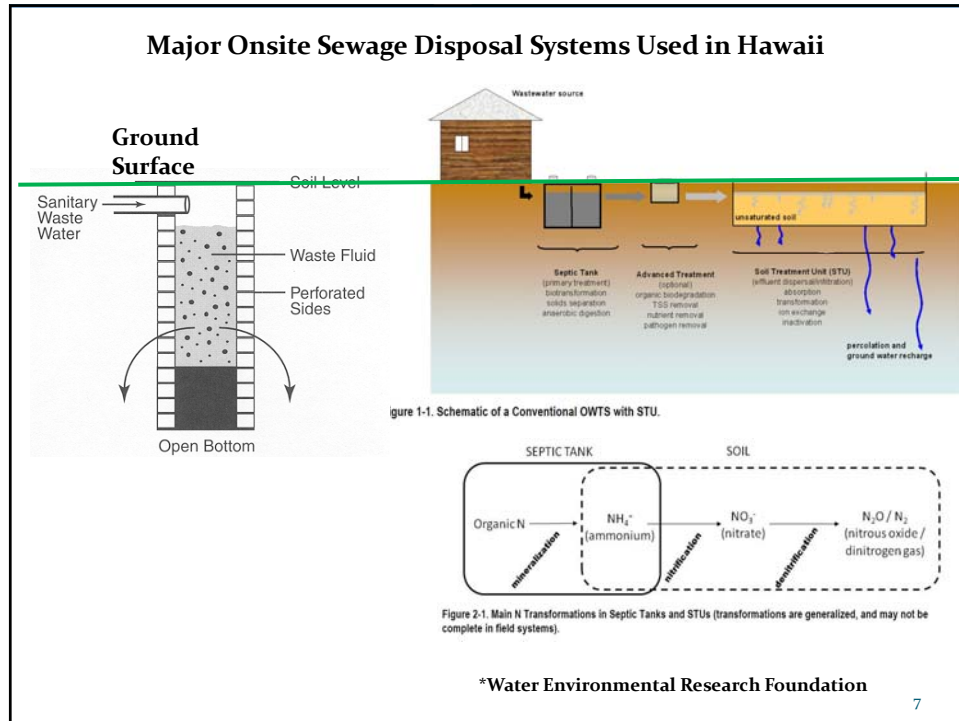 Major Onsite Sewage Disposal Systems Used in Hawaii
Ground
Surface
Soil Level
Sanitary
Waste
Water
Waste Fluid
Perforated
Sides
Open Bottom
Wastewater source
unsaturated soil
Septic Tank
(primary treatment)
biotransformation
solids separation
anaerobic digestion
Advanced Treatment
(optional)
organic biodegradation
TSS removal
nutrient removal
pathogen removal
Soil Treatment Unit (STU)
(effluent dispersal/infiltration)
absorption
transformation
ion exchange
inactivation
percolation and
ground water recharge
igure 1-1. Schematic of a Conventional OWTS with STU.
SEPTIC TANK
SOIL
Organic N
mineralization
NH₄⁺
(ammonium)
nitrification
NO₃⁻
(nitrate)
denitrification
N₂O / N₂
(nitrous oxide /
dinitrogen gas)
Figure 2-1. Main N Transformations in Septic Tanks and STUs (transformations are generalized, and may not be
complete in field systems).
*Water Environmental Research Foundation
7